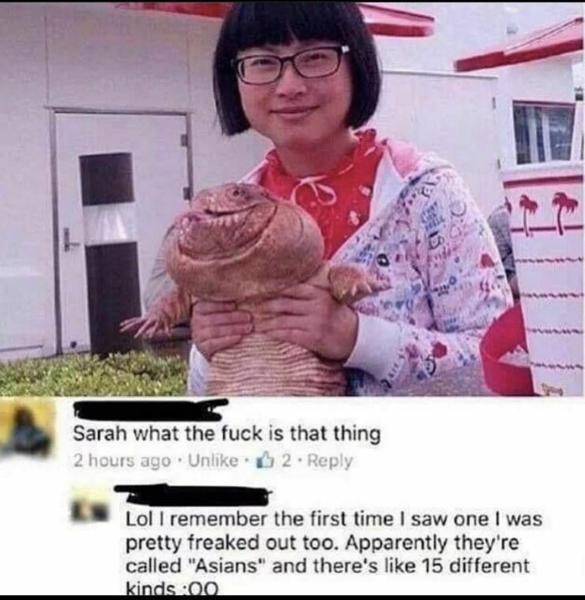 Sarah what the fuck is that thing
2 hours ago · Unlike · 2 · Reply
Lol I remember the first time I saw one I was
pretty freaked out too. Apparently they're
called "Asians" and there's like 15 different
kinds :OO